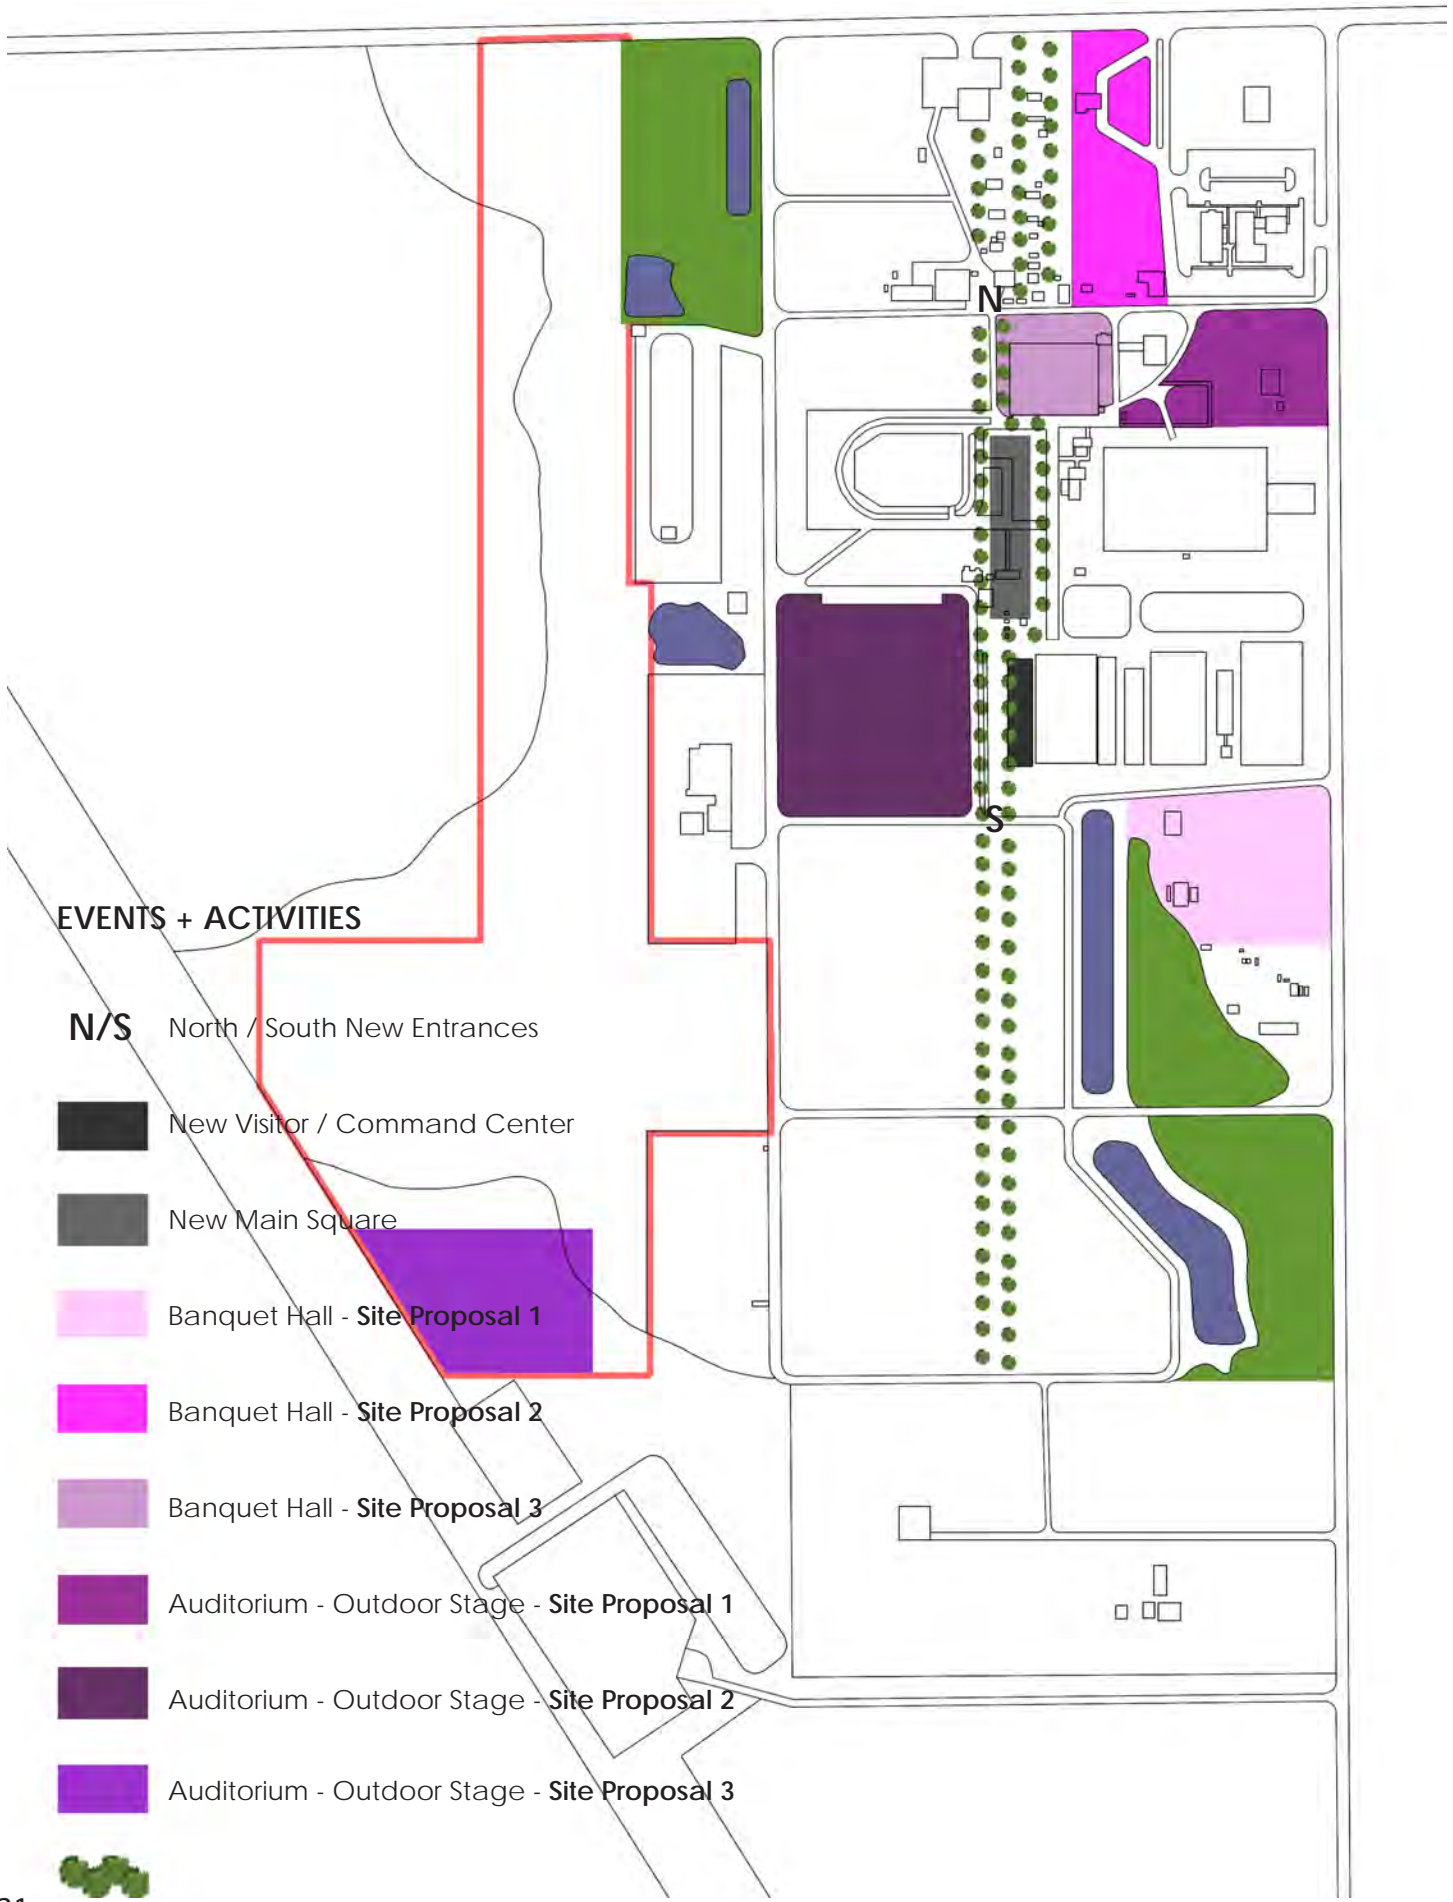 N
S
EVENTS + ACTIVITIES
N/S North / South New Entrances
New Visitor / Command Center
New Main Square
Banquet Hall - Site Proposal 1
Banquet Hall - Site Proposal 2
Banquet Hall - Site Proposal 3
Auditorium - Outdoor Stage - Site Proposal 1
Auditorium - Outdoor Stage - Site Proposal 2
Auditorium - Outdoor Stage - Site Proposal 3